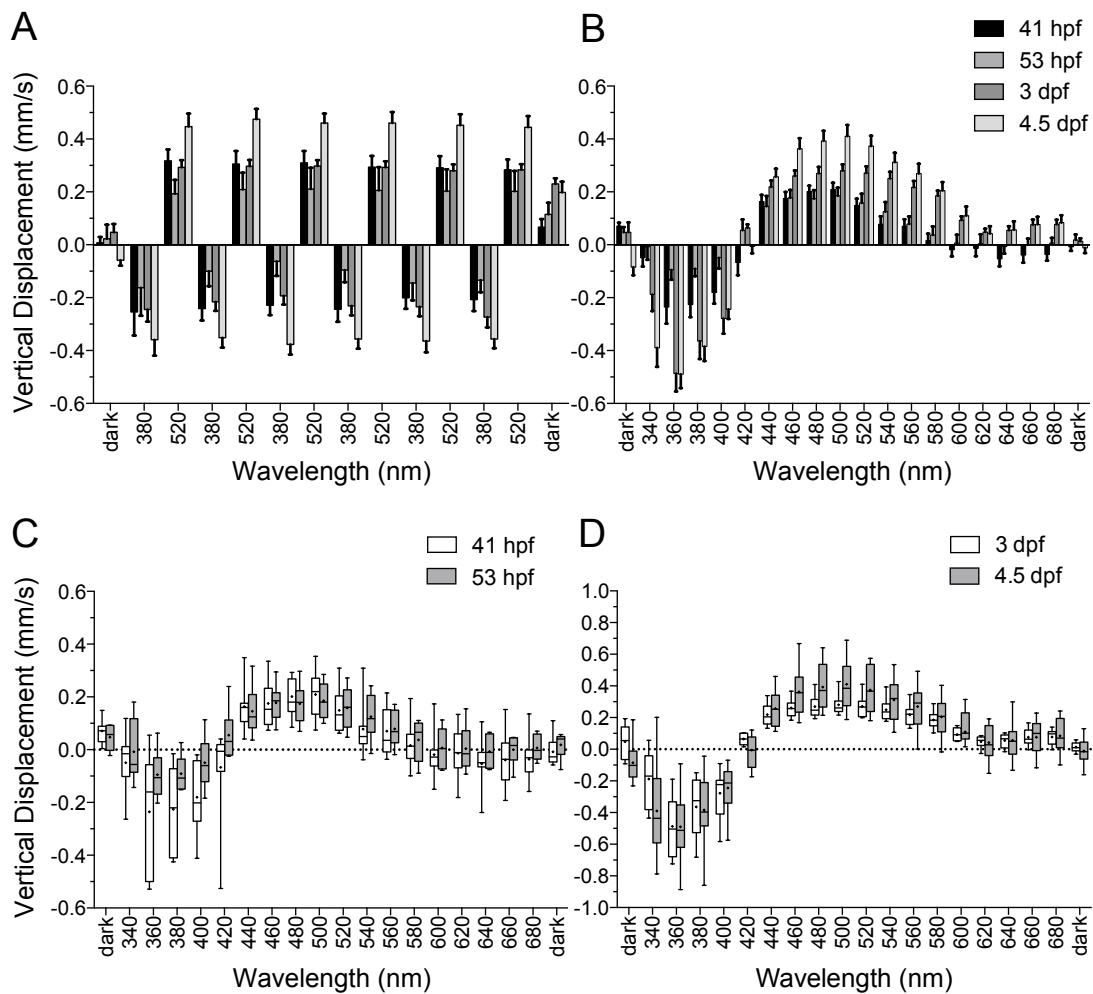 A
Vertical Displacement (mm/s)
0.6
0.4
0.2
0.0
-0.2
-0.4
-0.6
dark 380 520 380 520 380 520 380 520 380 520 380 520 dark
Wavelength (nm)
B
41 hpf
53 hpf
3 dpf
4.5 dpf
0.6
0.4
0.2
0.0
-0.2
-0.4
-0.6
dark 340 360 380 400 420 440 460 480 500 520 540 560 580 600 620 640 680 dark
Wavelength (nm)
C
41 hpf
53 hpf
Vertical Displacement (mm/s)
0.6
0.4
0.2
0.0
-0.2
-0.4
-0.6
dark 340 360 380 400 420 440 460 480 500 520 540 560 580 600 620 640 660 680 dark
Wavelength (nm)
D
3 dpf
4.5 dpf
1.0
0.8
0.6
0.4
0.2
0.0
-0.2
-0.4
-0.6
-0.8
-1.0
dark 340 360 380 400 420 440 460 480 500 520 540 560 580 600 620 640 660 680 dark
Wavelength (nm)